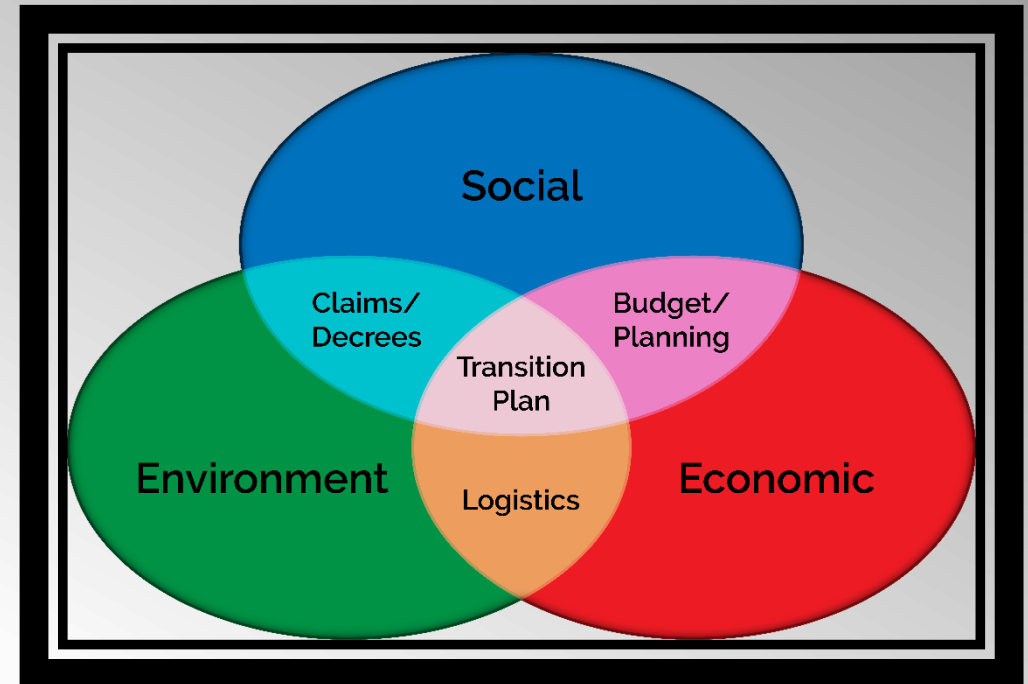 Social
Claims/
Decrees
Budget/
Planning
Transition
Plan
Environment
Economic
Logistics